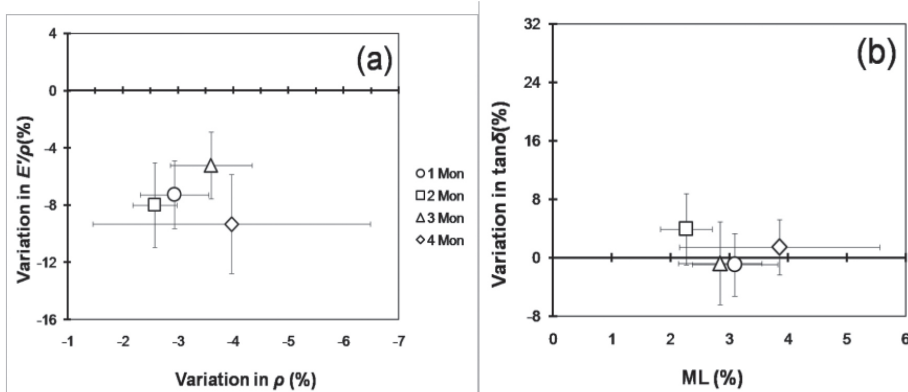 (a)
Variation in E'/ρ(%)
4
0
-4
-8
-12
-16
-1
-2
-3
-4
-5
-6
-7
Variation in ρ (%)
1 Mon
2 Mon
3 Mon
4 Mon
(b)
Variation in tanδ(%)
32
24
16
8
0
-8
0
1
2
3
4
5
6
ML (%)